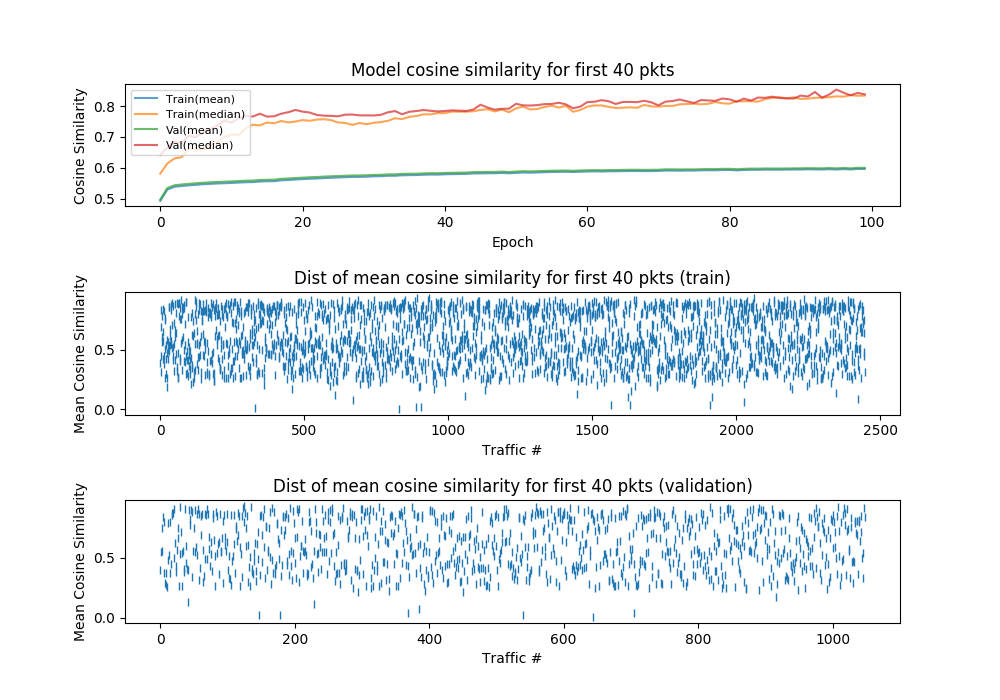 Model cosine similarity for first 40 pkts
Cosine Similarity
0.8
0.7
0.6
0.5
Train(mean)
Train(median)
Val(mean)
Val(median)
0 20 40 60 80 100
Epoch
Dist of mean cosine similarity for first 40 pkts (train)
Mean Cosine Similarity
0.5
0.0
0 500 1000 1500 2000 2500
Traffic #
Dist of mean cosine similarity for first 40 pkts (validation)
Mean Cosine Similarity
0.5
0.0
0 200 400 600 800 1000
Traffic #